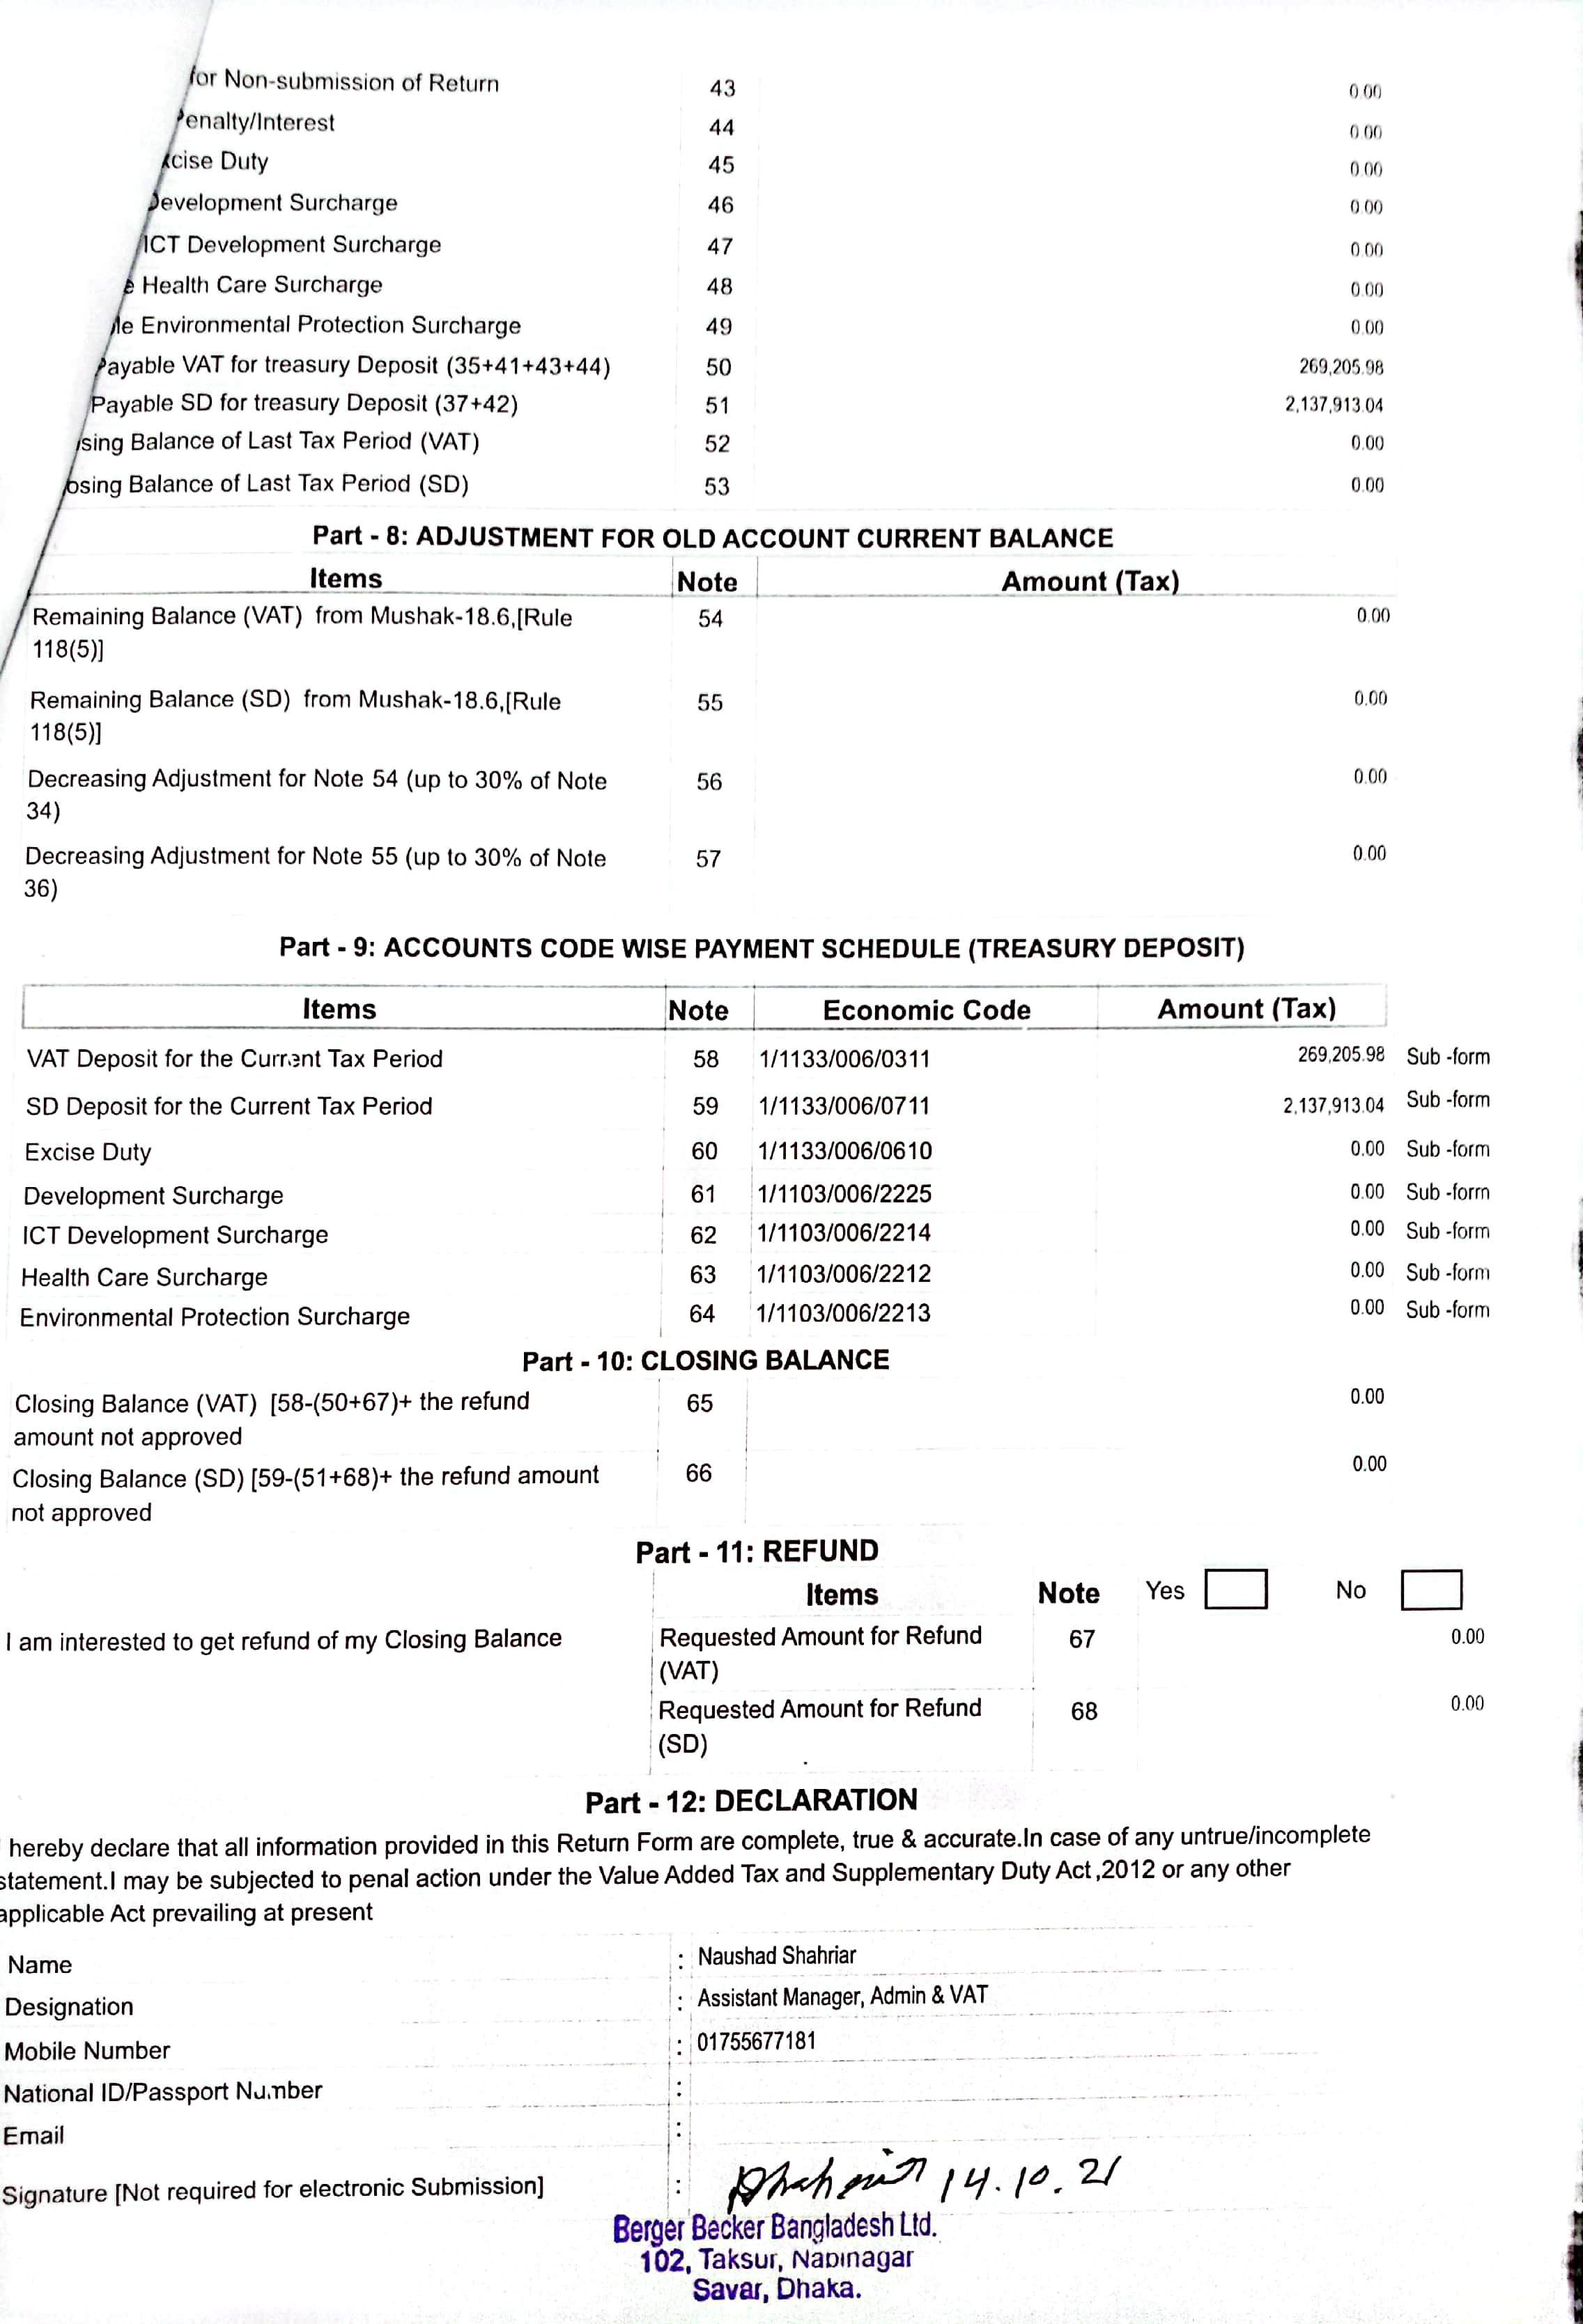 for Non-submission of Return 43 0.00
Penalty/Interest 44 0.00
xcise Duty 45 0.00
Development Surcharge 46 0.00
ICT Development Surcharge 47 0.00
e Health Care Surcharge 48 0.00
le Environmental Protection Surcharge 49 0.00
Payable VAT for treasury Deposit (35+41+43+44) 50 269,205.98
Payable SD for treasury Deposit (37+42) 51 2,137,913.04
sing Balance of Last Tax Period (VAT) 52 0.00
osing Balance of Last Tax Period (SD) 53 0.00
Part - 8: ADJUSTMENT FOR OLD ACCOUNT CURRENT BALANCE
Items Note Amount (Tax)
Remaining Balance (VAT) from Mushak-18.6,[Rule 54 0.00
118(5)]
Remaining Balance (SD) from Mushak-18.6,[Rule 55 0.00
118(5)]
Decreasing Adjustment for Note 54 (up to 30% of Note 56 0.00
34)
Decreasing Adjustment for Note 55 (up to 30% of Note 57 0.00
36)
Part - 9: ACCOUNTS CODE WISE PAYMENT SCHEDULE (TREASURY DEPOSIT)
Items Note Economic Code Amount (Tax)
VAT Deposit for the Current Tax Period 58 1/1133/006/0311 269,205.98 Sub -form
SD Deposit for the Current Tax Period 59 1/1133/006/0711 2,137,913.04 Sub -form
Excise Duty 60 1/1133/006/0610 0.00 Sub -form
Development Surcharge 61 1/1103/006/2225 0.00 Sub -form
ICT Development Surcharge 62 1/1103/006/2214 0.00 Sub -form
Health Care Surcharge 63 1/1103/006/2212 0.00 Sub -form
Environmental Protection Surcharge 64 1/1103/006/2213 0.00 Sub -form
Part - 10: CLOSING BALANCE
Closing Balance (VAT) [58-(50+67)+ the refund 65 0.00
amount not approved
Closing Balance (SD) [59-(51+68)+ the refund amount 66 0.00
not approved
Part - 11: REFUND
Items Note Yes No
I am interested to get refund of my Closing Balance Requested Amount for Refund 67 0.00
(VAT)
Requested Amount for Refund 68 0.00
(SD)
Part - 12: DECLARATION
hereby declare that all information provided in this Return Form are complete, true & accurate.In case of any untrue/incomplete
statement.I may be subjected to penal action under the Value Added Tax and Supplementary Duty Act ,2012 or any other
applicable Act prevailing at present
Name : Naushad Shahriar
Designation : Assistant Manager, Admin & VAT
Mobile Number : 01755677181
National ID/Passport Number :
Email :
Signature [Not required for electronic Submission] : 14.10.21
Berger Becker Bangladesh Ltd.
102, Taksur, Nabinagar
Savar, Dhaka.